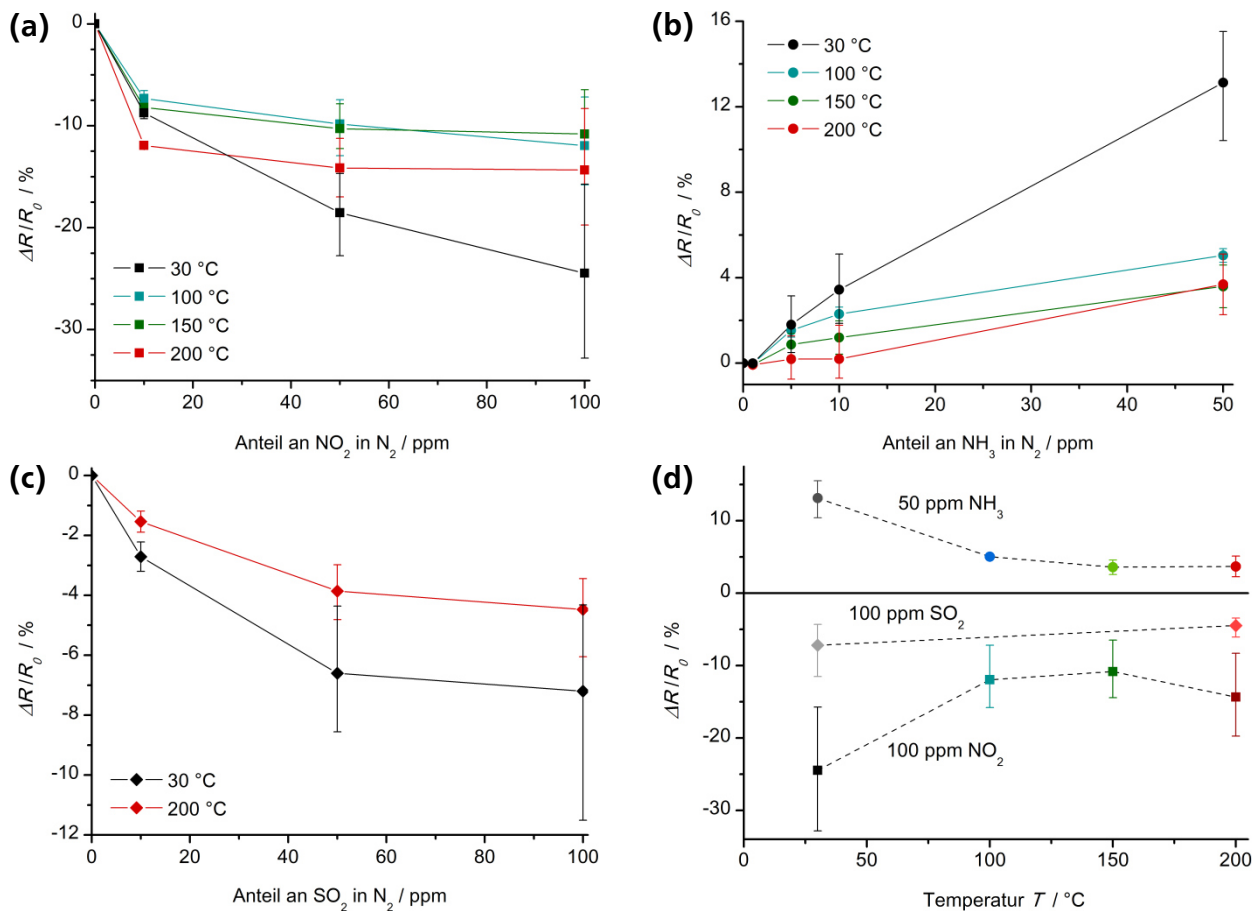 (a)
0
-10
-20
-30
ΔR/R₀ / %
30 °C
100 °C
150 °C
200 °C
0 20 40 60 80 100
Anteil an NO₂ in N₂ / ppm
(b)
16
12
8
4
0
ΔR/R₀ / %
30 °C
100 °C
150 °C
200 °C
0 10 20 30 40 50
Anteil an NH₃ in N₂ / ppm
(c)
0
-2
-4
-6
-8
-10
-12
ΔR/R₀ / %
30 °C
200 °C
0 20 40 60 80 100
Anteil an SO₂ in N₂ / ppm
(d)
10
0
-10
-20
-30
ΔR/R₀ / %
50 ppm NH₃
100 ppm SO₂
100 ppm NO₂
0 50 100 150 200
Temperatur T / °C